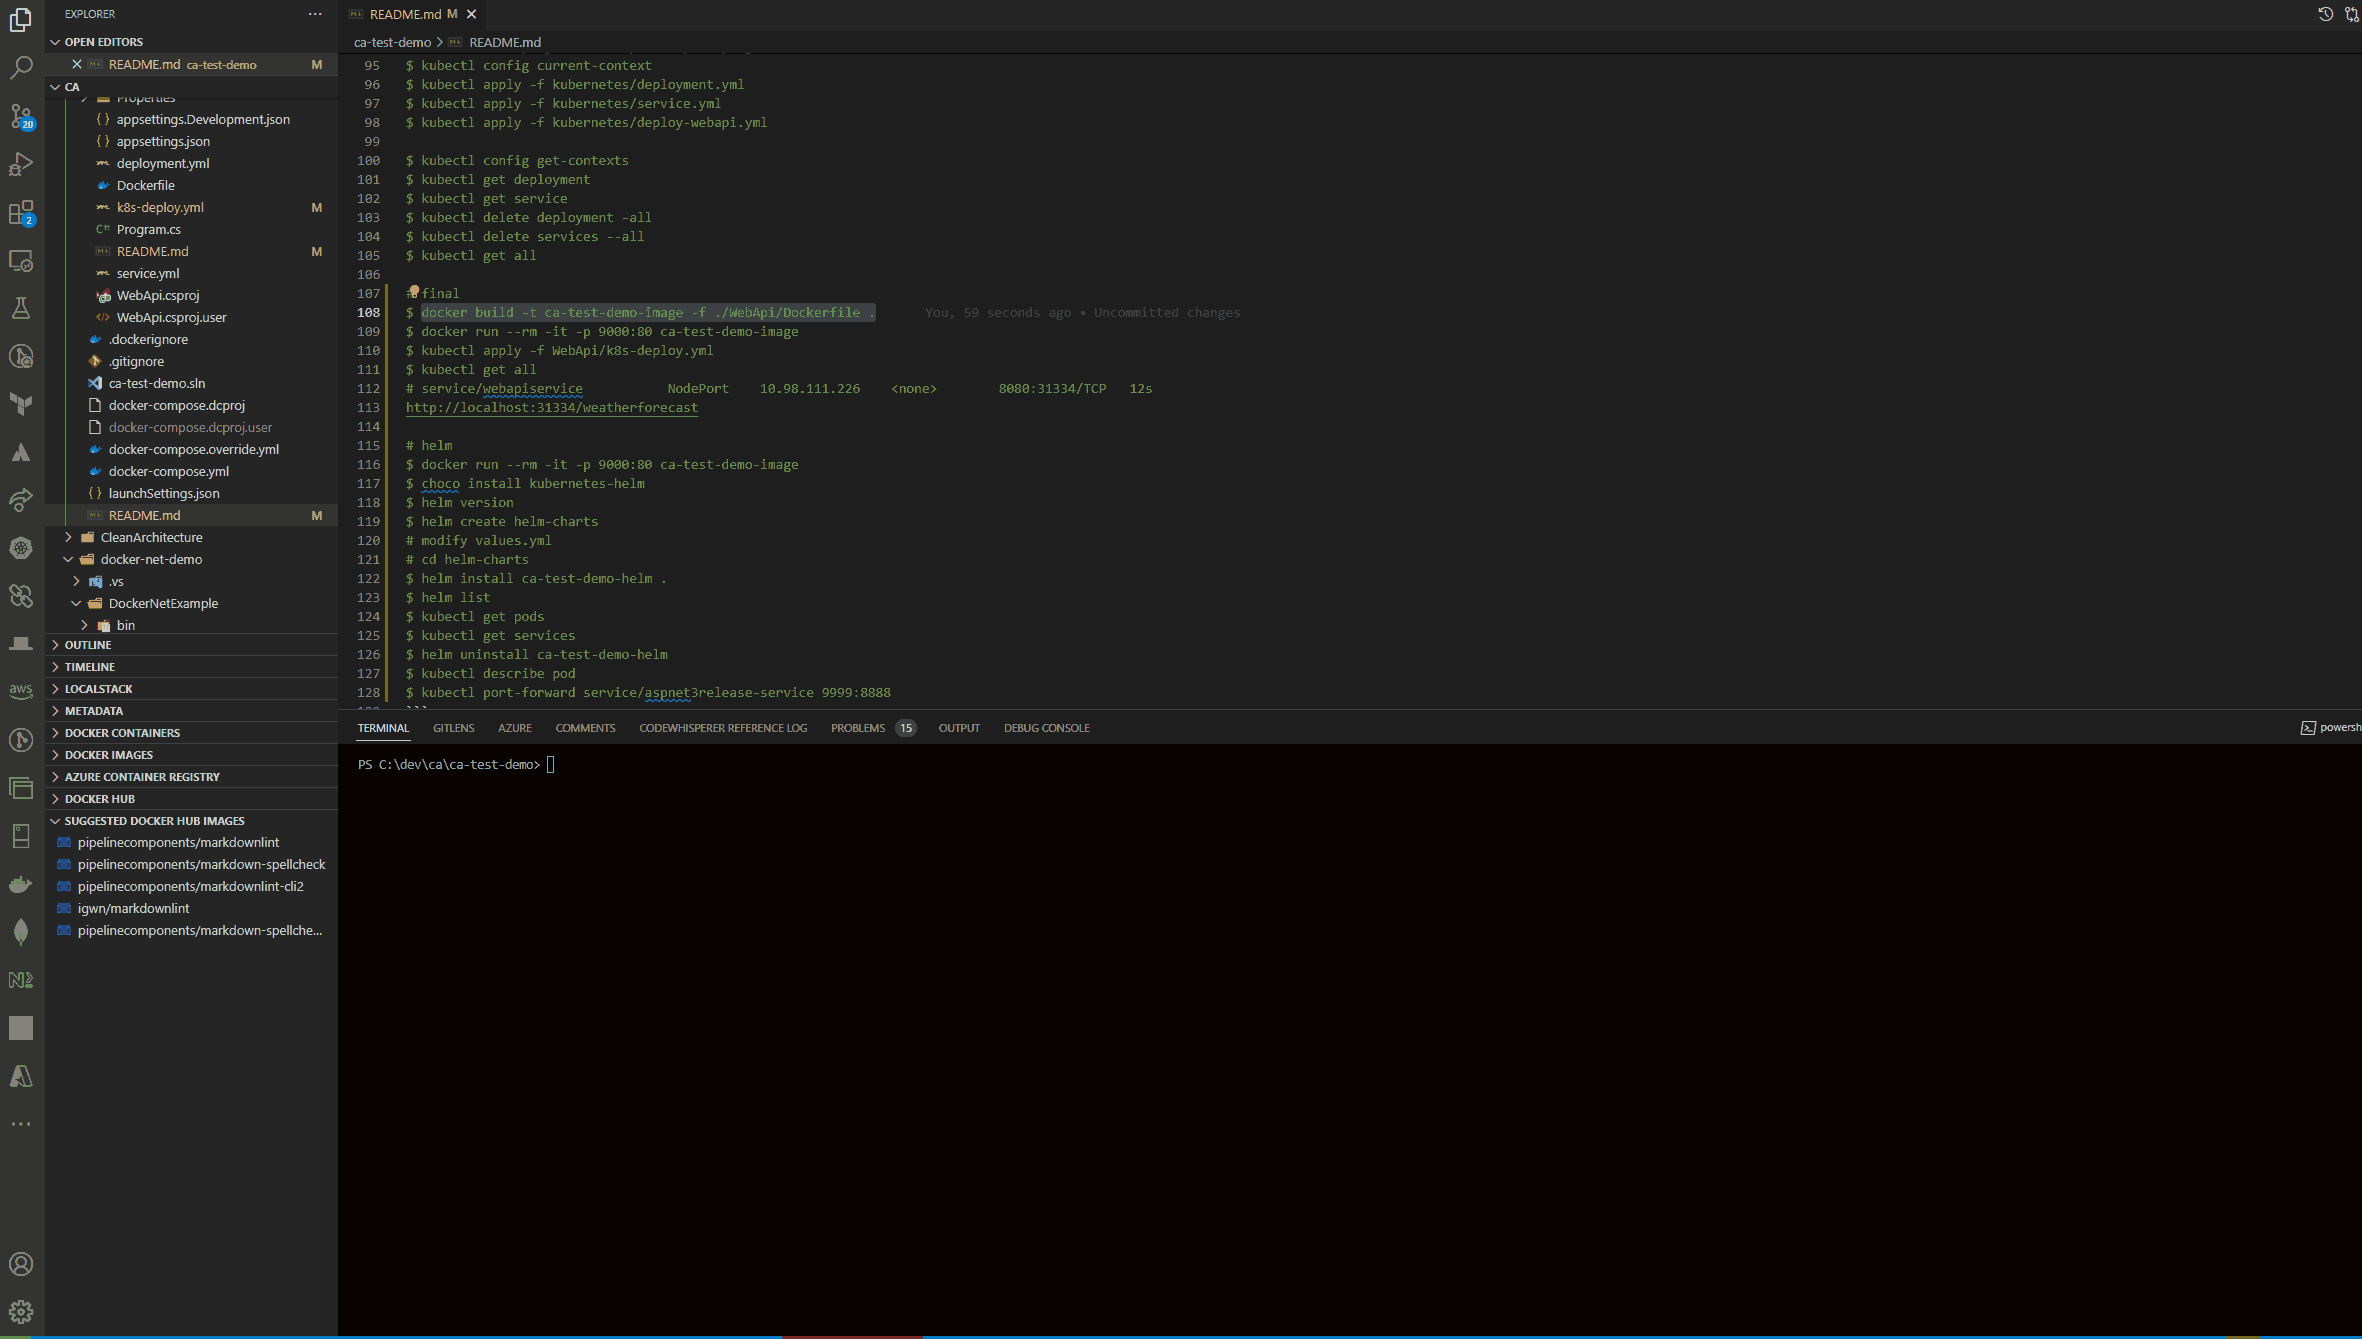 EXPLORER
OPEN EDITORS
README.md ca-test-demo M
CA
Properties
appsettings.Development.json
appsettings.json
deployment.yml
Dockerfile
k8s-deploy.yml M
Program.cs
README.md M
service.yml
WebApi.csproj
WebApi.csproj.user
.dockerignore
.gitignore
ca-test-demo.sln
docker-compose.dcproj
docker-compose.dcproj.user
docker-compose.override.yml
docker-compose.yml
launchSettings.json
README.md M
CleanArchitecture
docker-net-demo
.vs
DockerNetExample
bin
OUTLINE
TIMELINE
LOCALSTACK
METADATA
DOCKER CONTAINERS
DOCKER IMAGES
AZURE CONTAINER REGISTRY
DOCKER HUB
SUGGESTED DOCKER HUB IMAGES
pipelinecomponents/markdownlint
pipelinecomponents/markdown-spellcheck
pipelinecomponents/markdownlint-cli2
igwn/markdownlint
pipelinecomponents/markdown-spellche...
20
2
aws
README.md M
ca-test-demo > README.md
95 $ kubectl config current-context
96 $ kubectl apply -f kubernetes/deployment.yml
97 $ kubectl apply -f kubernetes/service.yml
98 $ kubectl apply -f kubernetes/deploy-webapi.yml
99
100 $ kubectl config get-contexts
101 $ kubectl get deployment
102 $ kubectl get service
103 $ kubectl delete deployment -all
104 $ kubectl delete services --all
105 $ kubectl get all
106
107 # final
108 $ docker build -t ca-test-demo-image -f ./WebApi/Dockerfile . You, 59 seconds ago • Uncommitted changes
109 $ docker run --rm -it -p 9000:80 ca-test-demo-image
110 $ kubectl apply -f WebApi/k8s-deploy.yml
111 $ kubectl get all
112 # service/webapiservice NodePort 10.98.111.226 <none> 8080:31334/TCP 12s
113 http://localhost:31334/weatherforecast
114
115 # helm
116 $ docker run --rm -it -p 9000:80 ca-test-demo-image
117 $ choco install kubernetes-helm
118 $ helm version
119 $ helm create helm-charts
120 # modify values.yml
121 # cd helm-charts
122 $ helm install ca-test-demo-helm .
123 $ helm list
124 $ kubectl get pods
125 $ kubectl get services
126 $ helm uninstall ca-test-demo-helm
127 $ kubectl describe pod
128 $ kubectl port-forward service/aspnet3release-service 9999:8888
129 ```
TERMINAL GITLENS AZURE COMMENTS CODEWHISPERER REFERENCE LOG PROBLEMS 15 OUTPUT DEBUG CONSOLE
powersh
PS C:\dev\ca\ca-test-demo>